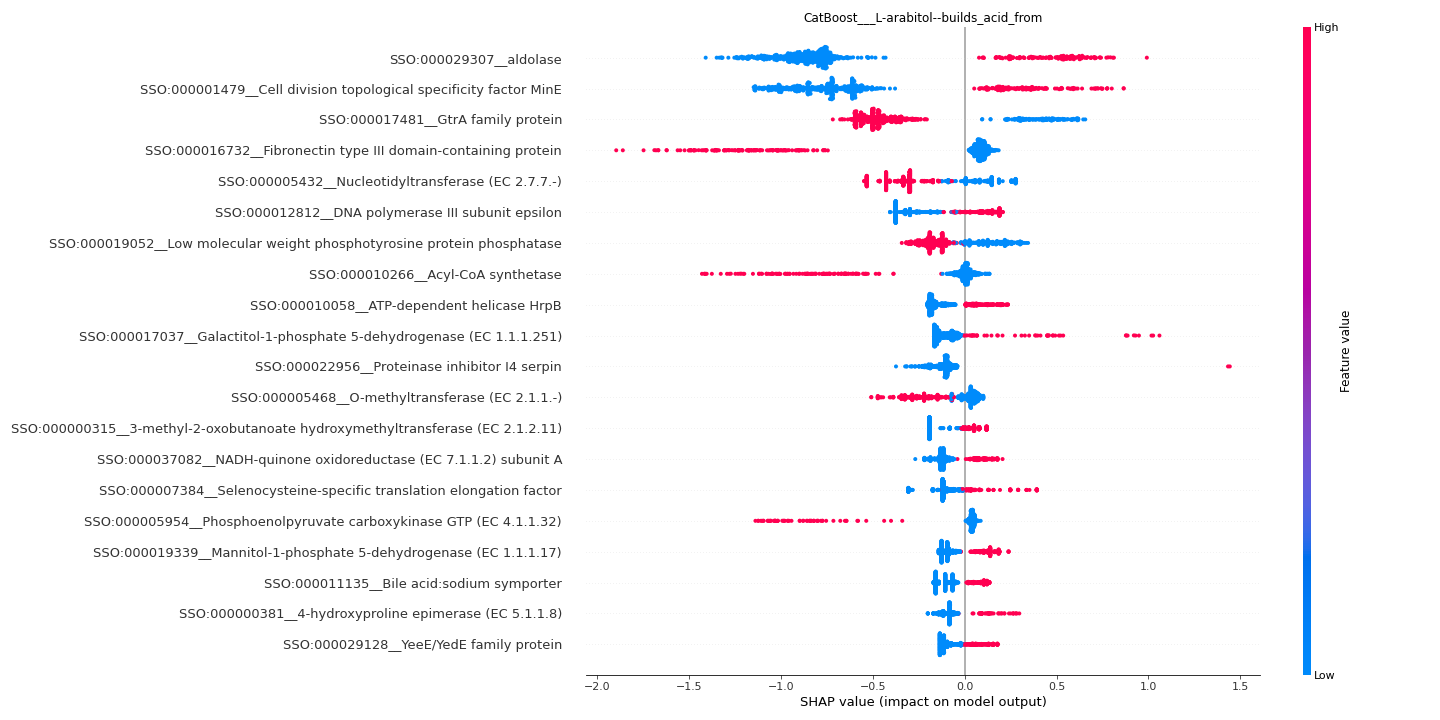 CatBoost___L-arabitol--builds_acid_from
High
SSO:000029307__aldolase
SSO:000001479__Cell division topological specificity factor MinE
SSO:000017481__GtrA family protein
SSO:000016732__Fibronectin type III domain-containing protein
SSO:000005432__Nucleotidyltransferase (EC 2.7.7.-)
SSO:000012812__DNA polymerase III subunit epsilon
SSO:000019052__Low molecular weight phosphotyrosine protein phosphatase
SSO:000010266__Acyl-CoA synthetase
SSO:000010058__ATP-dependent helicase HrpB
SSO:000017037__Galactitol-1-phosphate 5-dehydrogenase (EC 1.1.1.251)
SSO:000022956__Proteinase inhibitor I4 serpin
SSO:000005468__O-methyltransferase (EC 2.1.1.-)
SSO:000000315__3-methyl-2-oxobutanoate hydroxymethyltransferase (EC 2.1.2.11)
SSO:000037082__NADH-quinone oxidoreductase (EC 7.1.1.2) subunit A
SSO:000007384__Selenocysteine-specific translation elongation factor
SSO:000005954__Phosphoenolpyruvate carboxykinase GTP (EC 4.1.1.32)
SSO:000019339__Mannitol-1-phosphate 5-dehydrogenase (EC 1.1.1.17)
SSO:000011135__Bile acid:sodium symporter
SSO:000000381__4-hydroxyproline epimerase (EC 5.1.1.8)
SSO:000029128__YeeE/YedE family protein
Feature value
Low
−2.0 −1.5 −1.0 −0.5 0.0 0.5 1.0 1.5
SHAP value (impact on model output)